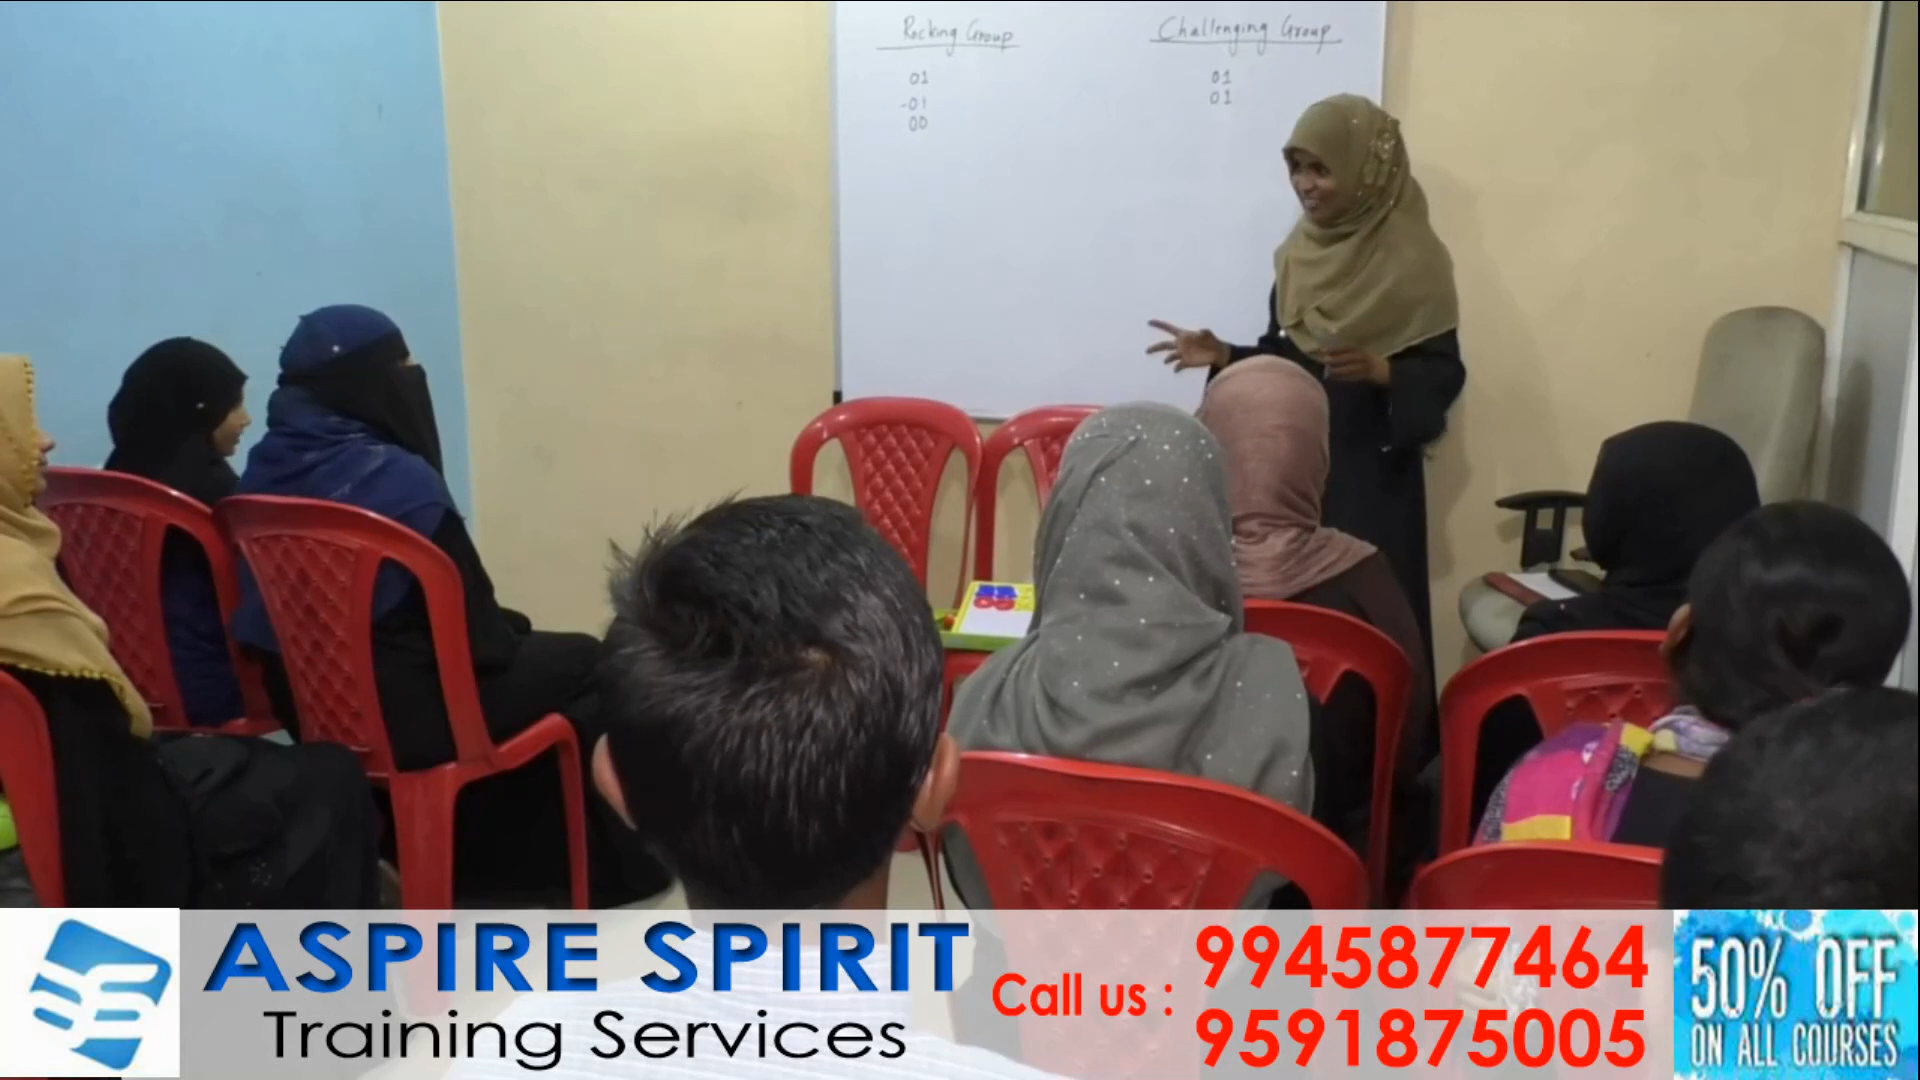 Rocking Group
01
-01
00
Challenging Group
01
01
ASPIRE SPIRIT
Training Services
Call us :
9945877464
9591875005
50% OFF
ON ALL COURSES